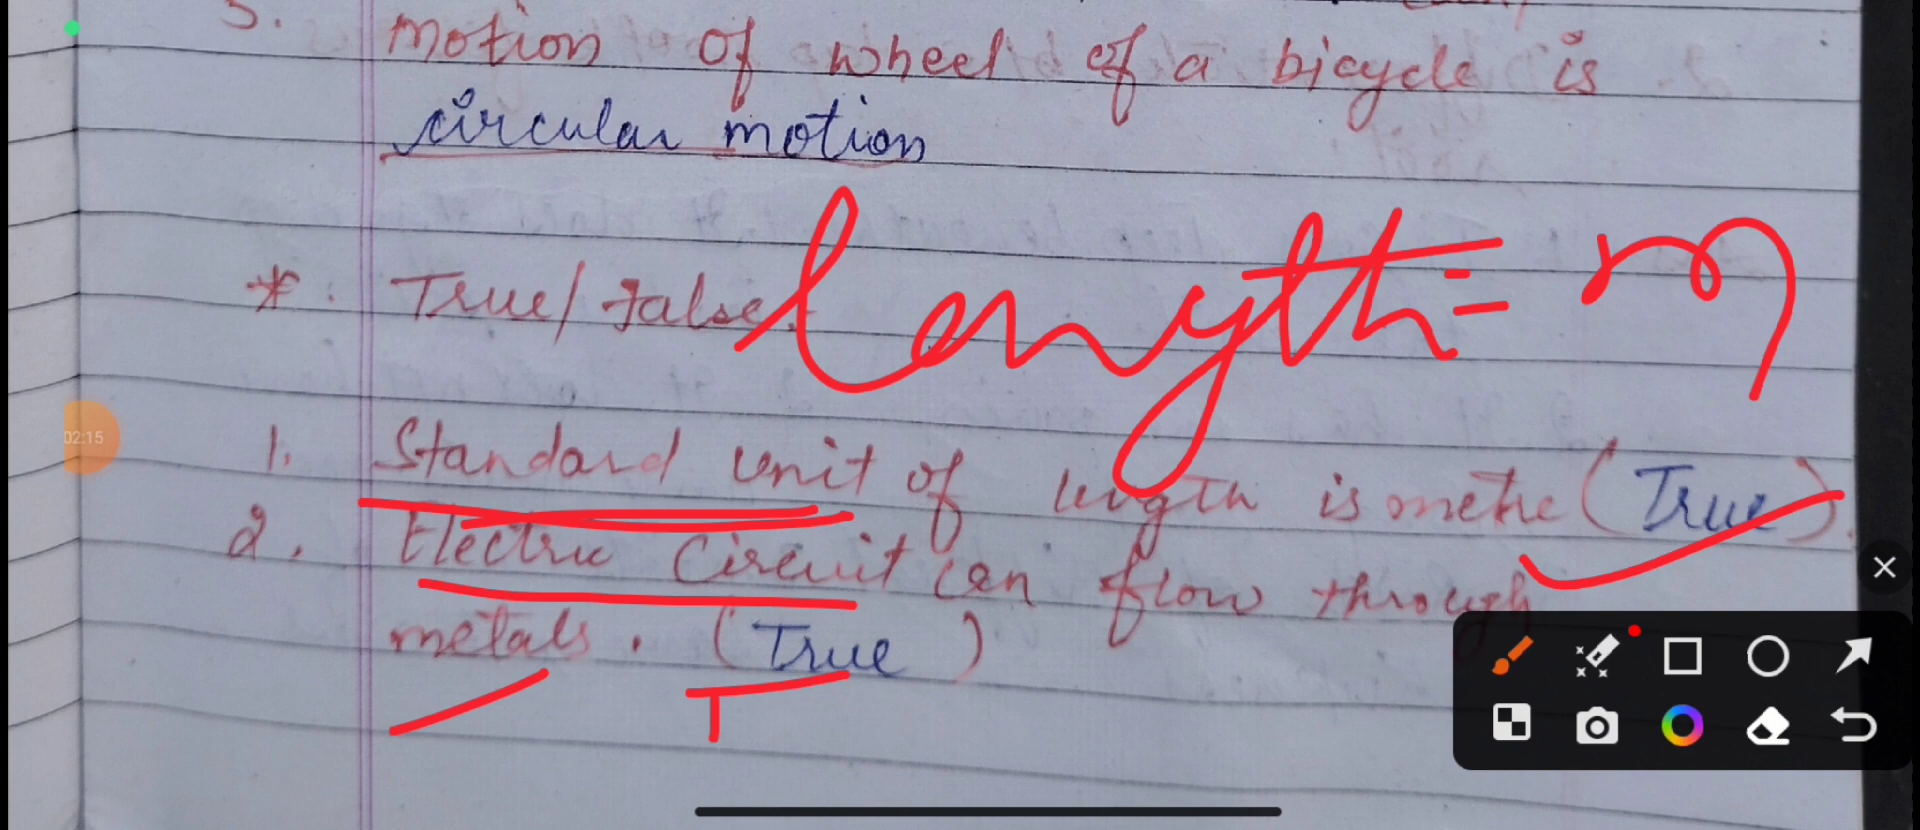 3. Motion of wheel of a bicycle is
circular motion
length = m
*. True/False.
1. Standard unit of length is metre (True).
2. Electric Circuit can flow through
metals. (True)
T
02:15